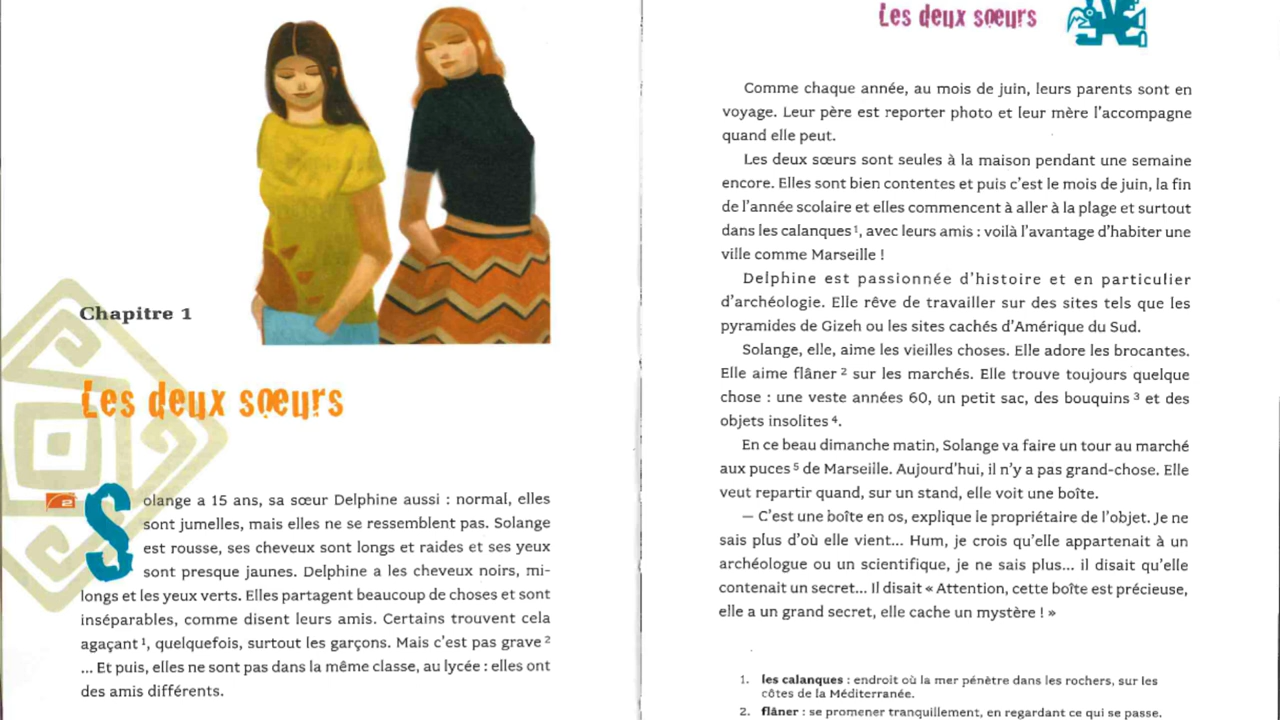 Chapitre 1
Les deux sœurs
2
Solange a 15 ans, sa sœur Delphine aussi : normal, elles
sont jumelles, mais elles ne se ressemblent pas. Solange
est rousse, ses cheveux sont longs et raides et ses yeux
sont presque jaunes. Delphine a les cheveux noirs, mi-
longs et les yeux verts. Elles partagent beaucoup de choses et sont
inséparables, comme disent leurs amis. Certains trouvent cela
agaçant 1, quelquefois, surtout les garçons. Mais c'est pas grave 2
... Et puis, elles ne sont pas dans la même classe, au lycée : elles ont
des amis différents.
Les deux sœurs
Comme chaque année, au mois de juin, leurs parents sont en
voyage. Leur père est reporter photo et leur mère l'accompagne
quand elle peut.
Les deux sœurs sont seules à la maison pendant une semaine
encore. Elles sont bien contentes et puis c'est le mois de juin, la fin
de l'année scolaire et elles commencent à aller à la plage et surtout
dans les calanques 1, avec leurs amis : voilà l'avantage d'habiter une
ville comme Marseille !
Delphine est passionnée d'histoire et en particulier
d'archéologie. Elle rêve de travailler sur des sites tels que les
pyramides de Gizeh ou les sites cachés d'Amérique du Sud.
Solange, elle, aime les vieilles choses. Elle adore les brocantes.
Elle aime flâner 2 sur les marchés. Elle trouve toujours quelque
chose : une veste années 60, un petit sac, des bouquins 3 et des
objets insolites 4.
En ce beau dimanche matin, Solange va faire un tour au marché
aux puces 5 de Marseille. Aujourd'hui, il n'y a pas grand-chose. Elle
veut repartir quand, sur un stand, elle voit une boîte.
— C'est une boîte en os, explique le propriétaire de l'objet. Je ne
sais plus d'où elle vient... Hum, je crois qu'elle appartenait à un
archéologue ou un scientifique, je ne sais plus... il disait qu'elle
contenait un secret... Il disait « Attention, cette boîte est précieuse,
elle a un grand secret, elle cache un mystère ! »
1. les calanques : endroit où la mer pénètre dans les rochers, sur les
côtes de la Méditerranée.
2. flâner : se promener tranquillement, en regardant ce qui se passe.